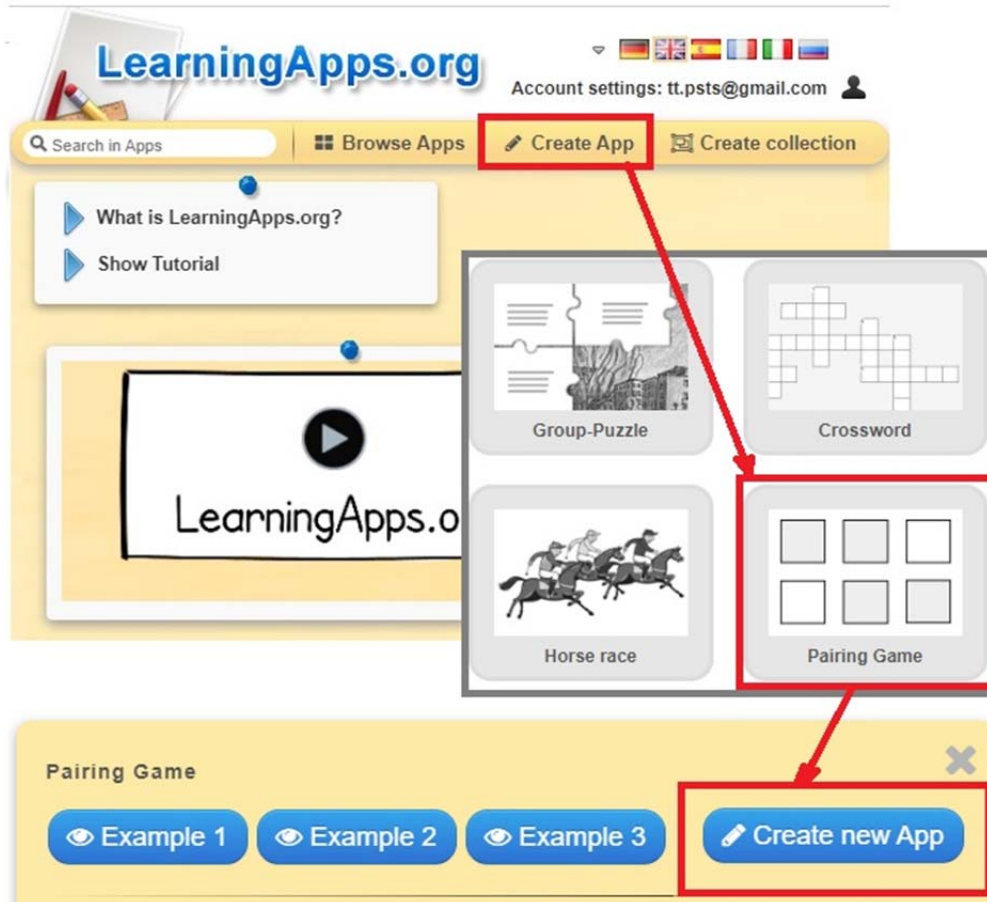 LearningApps.org
Account settings: tt.psts@gmail.com
Search in Apps
Browse Apps
Create App
Create collection
What is LearningApps.org?
Show Tutorial
LearningApps.o
Group-Puzzle
Crossword
Horse race
Pairing Game
Pairing Game
Example 1
Example 2
Example 3
Create new App